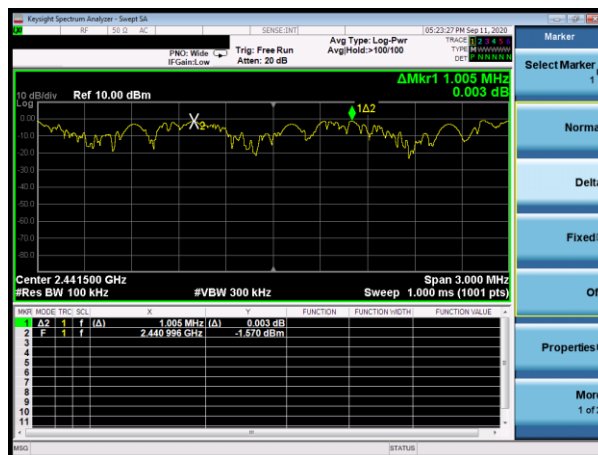 Keysight Spectrum Analyzer - Swept SA
RF 50 Ω AC SENSE:INT 05:23:27 PM Sep 11, 2020
Avg Type: Log-Pwr TRACE 1 2 3 4 5 6
PNO: Wide Trig: Free Run Avg|Hold:>100/100 TYPE M W W W W W
IFGain:Low Atten: 20 dB DET P N N N N N
ΔMkr1 1.005 MHz
10 dB/div Ref 10.00 dBm 0.003 dB
Log
1Δ2
0.00
X2
-10.0
-20.0
-30.0
-40.0
-50.0
-60.0
-70.0
-80.0
Center 2.441500 GHz Span 3.000 MHz
#Res BW 100 kHz #VBW 300 kHz Sweep 1.000 ms (1001 pts)
MKR MODE TRC SCL X Y FUNCTION FUNCTION WIDTH FUNCTION VALUE
1 Δ2 1 f (Δ) 1.005 MHz (Δ) 0.003 dB
2 F 1 f 2.440 996 GHz -1.570 dBm
3
4
5
6
7
8
9
10
11
MSG STATUS
Marker
Select Marker
1
Norma
Delta
Fixed
Of
Properties
More
1 of 2